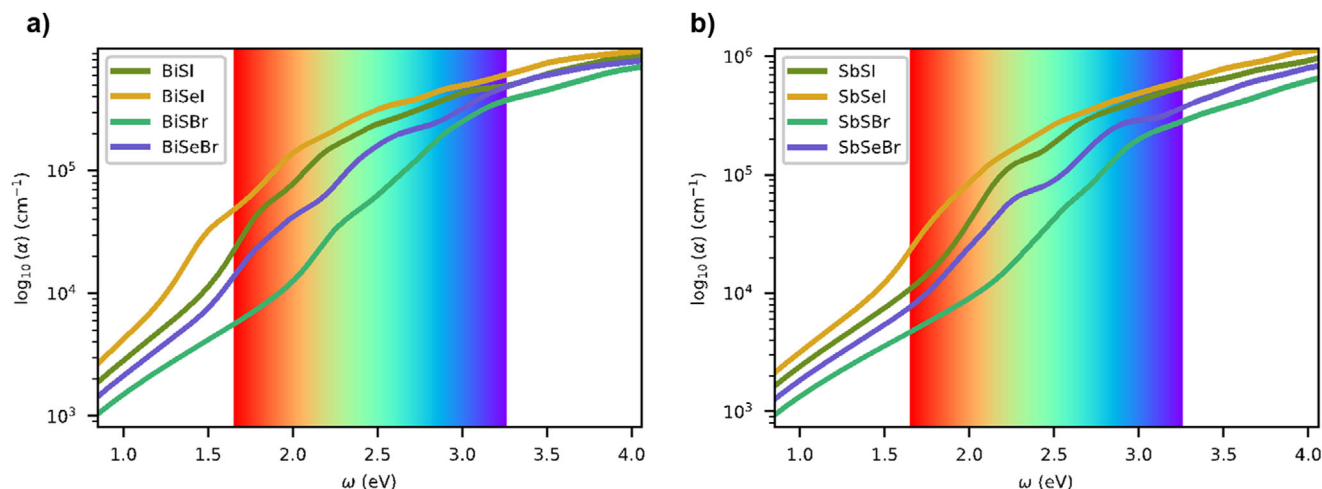 a)
BiSI
BiSeI
BiSBr
BiSeBr
log₁₀ (α) (cm⁻¹)
10⁵
10⁴
10³
1.0 1.5 2.0 2.5 3.0 3.5 4.0
ω (eV)
b)
SbSI
SbSeI
SbSBr
SbSeBr
log₁₀ (α) (cm⁻¹)
10⁶
10⁵
10⁴
10³
1.0 1.5 2.0 2.5 3.0 3.5 4.0
ω (eV)